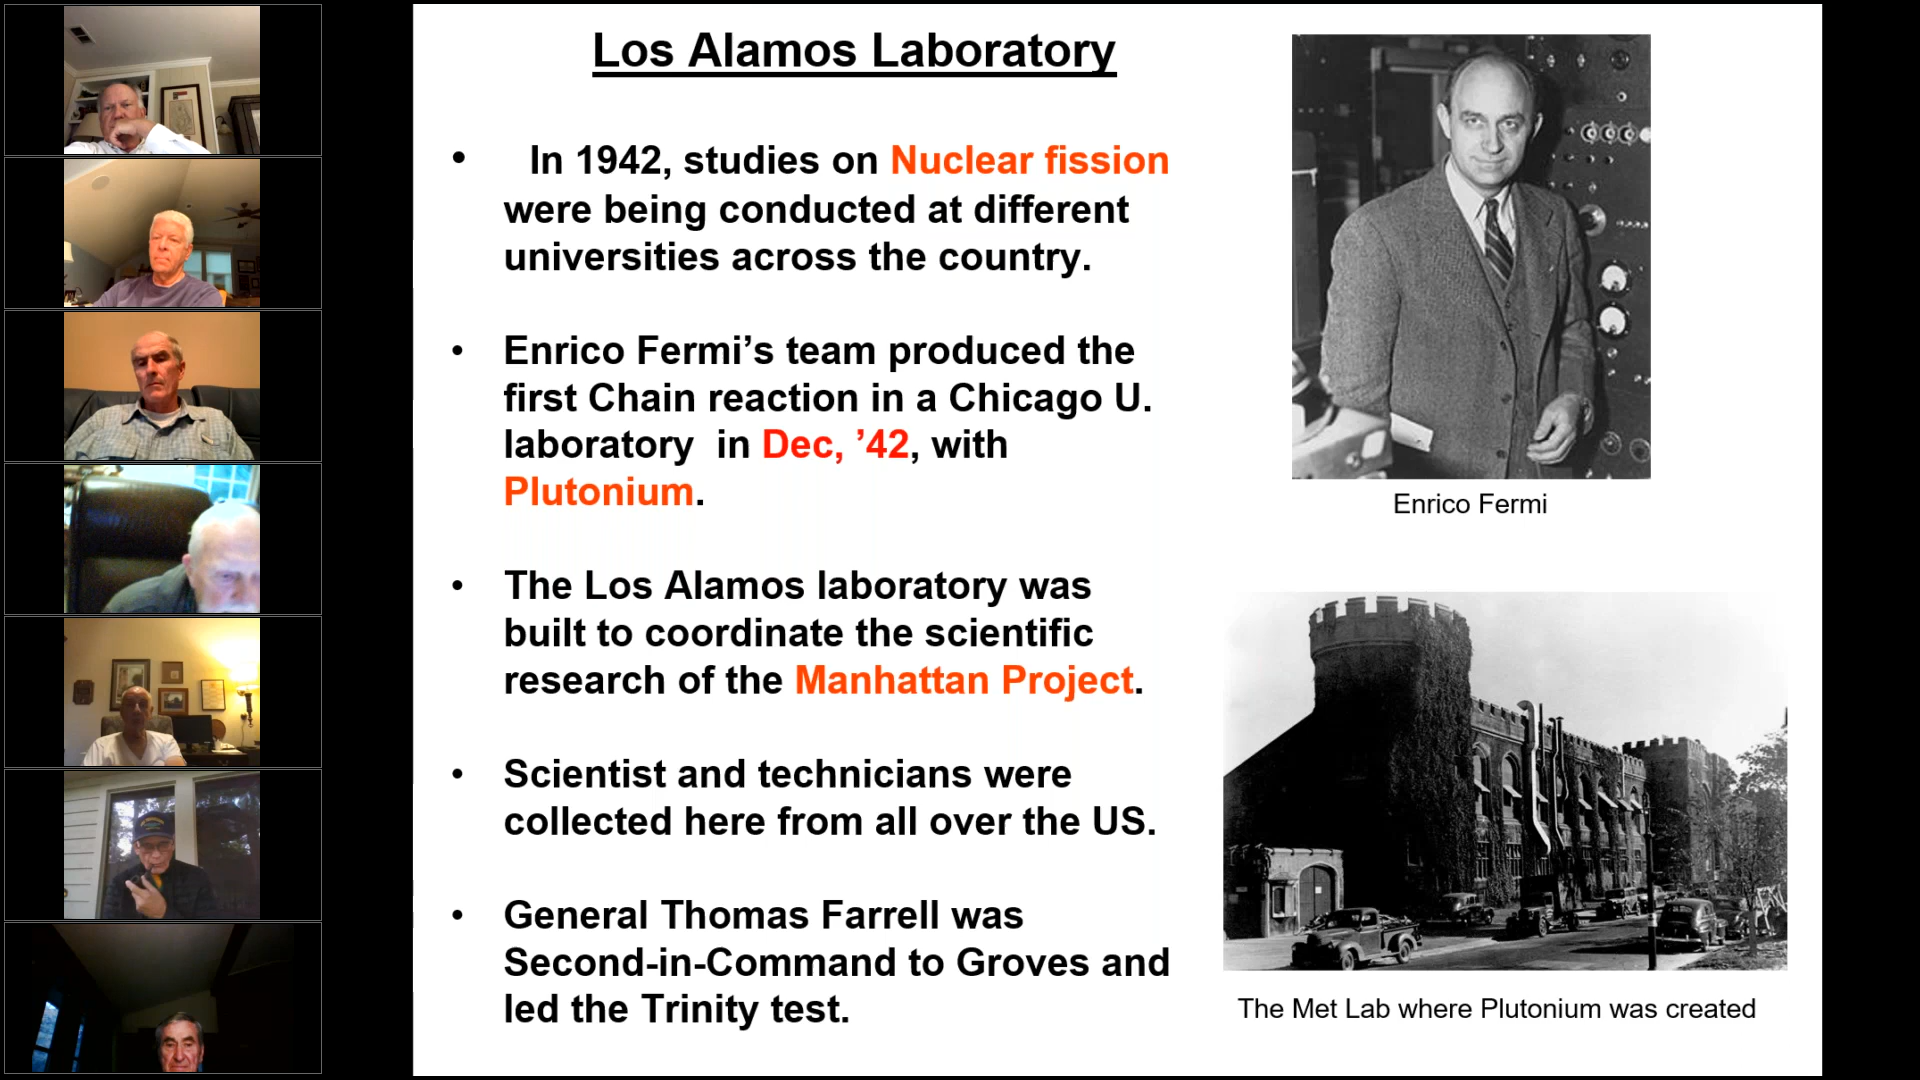 Los Alamos Laboratory
• In 1942, studies on Nuclear fission
were being conducted at different
universities across the country.
• Enrico Fermi’s team produced the
first Chain reaction in a Chicago U.
laboratory in Dec, ’42, with
Plutonium.
• The Los Alamos laboratory was
built to coordinate the scientific
research of the Manhattan Project.
• Scientist and technicians were
collected here from all over the US.
• General Thomas Farrell was
Second-in-Command to Groves and
led the Trinity test.
Enrico Fermi
The Met Lab where Plutonium was created